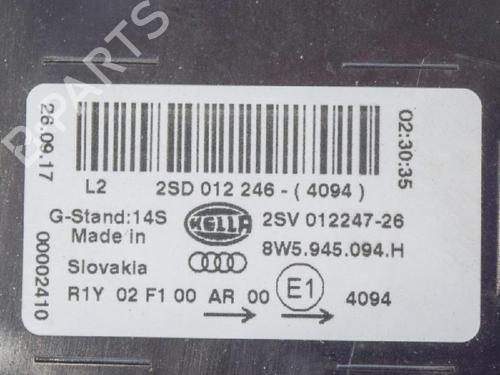 B-PARTS
26.09.17
02:30:35
L2 2SD 012 246-(4094)
G-Stand:14S HELLA 2SV 012247-26
Made in 8W5.945.094.H
Slovakia
R1Y 02 F1 00 AR 00 E1 4094
00002410